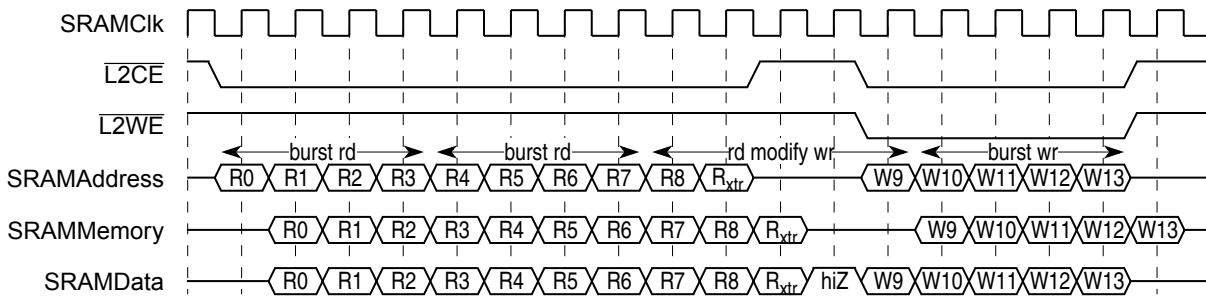 SRAMClk
L2CE
L2WE
burst rd burst rd rd modify wr burst wr
SRAMAddress R0 R1 R2 R3 R4 R5 R6 R7 R8 Rxtr W9 W10 W11 W12 W13
SRAMMemory R0 R1 R2 R3 R4 R5 R6 R7 R8 Rxtr W9 W10 W11 W12 W13
SRAMData R0 R1 R2 R3 R4 R5 R6 R7 R8 Rxtr hiZ W9 W10 W11 W12 W13